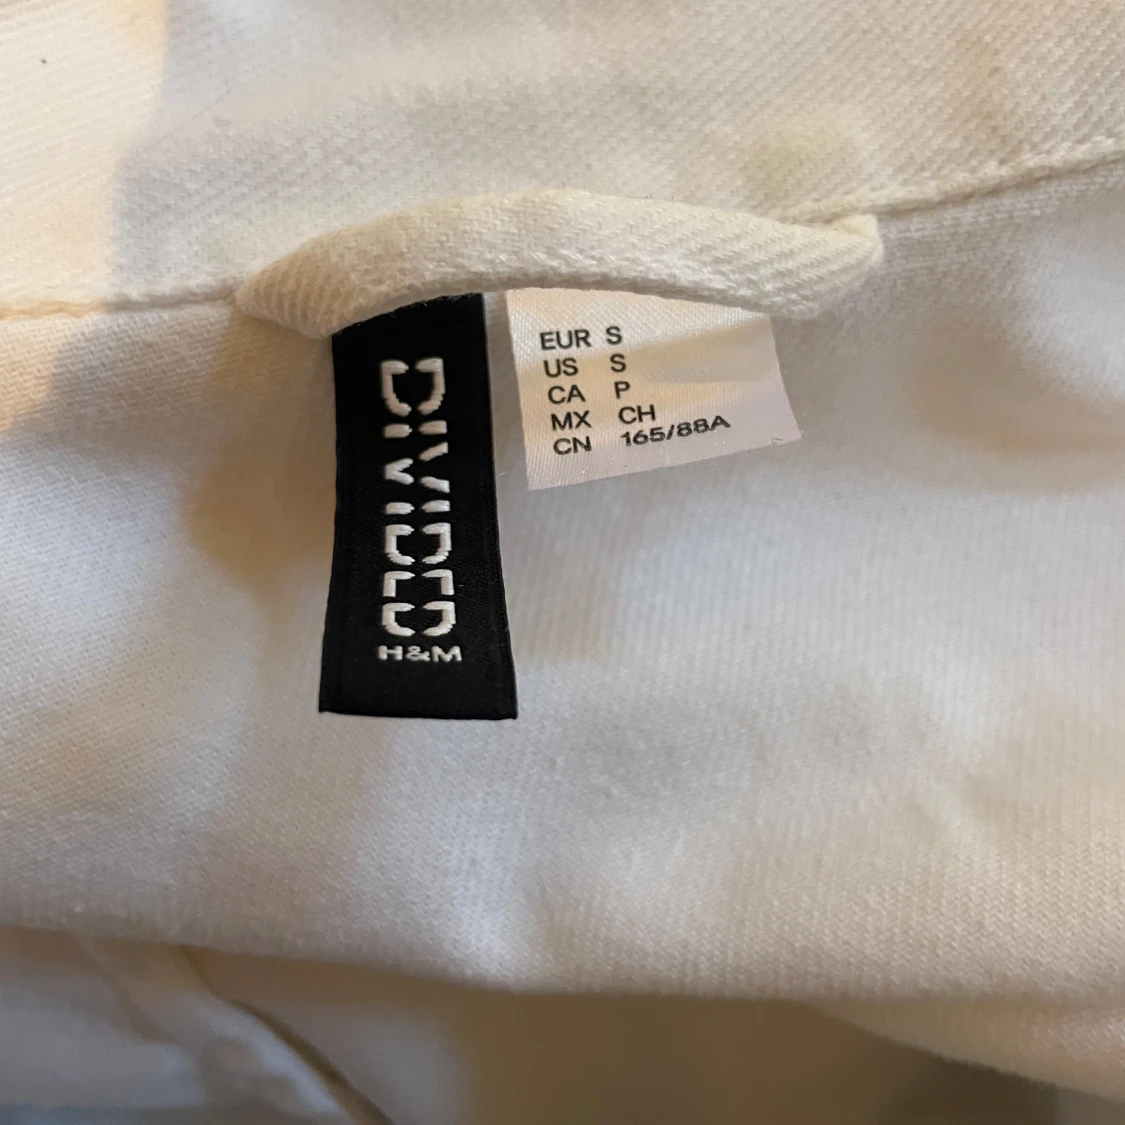 DIVIDED
H&M
EUR S
US S
CA P
MX CH
CN 165/88A